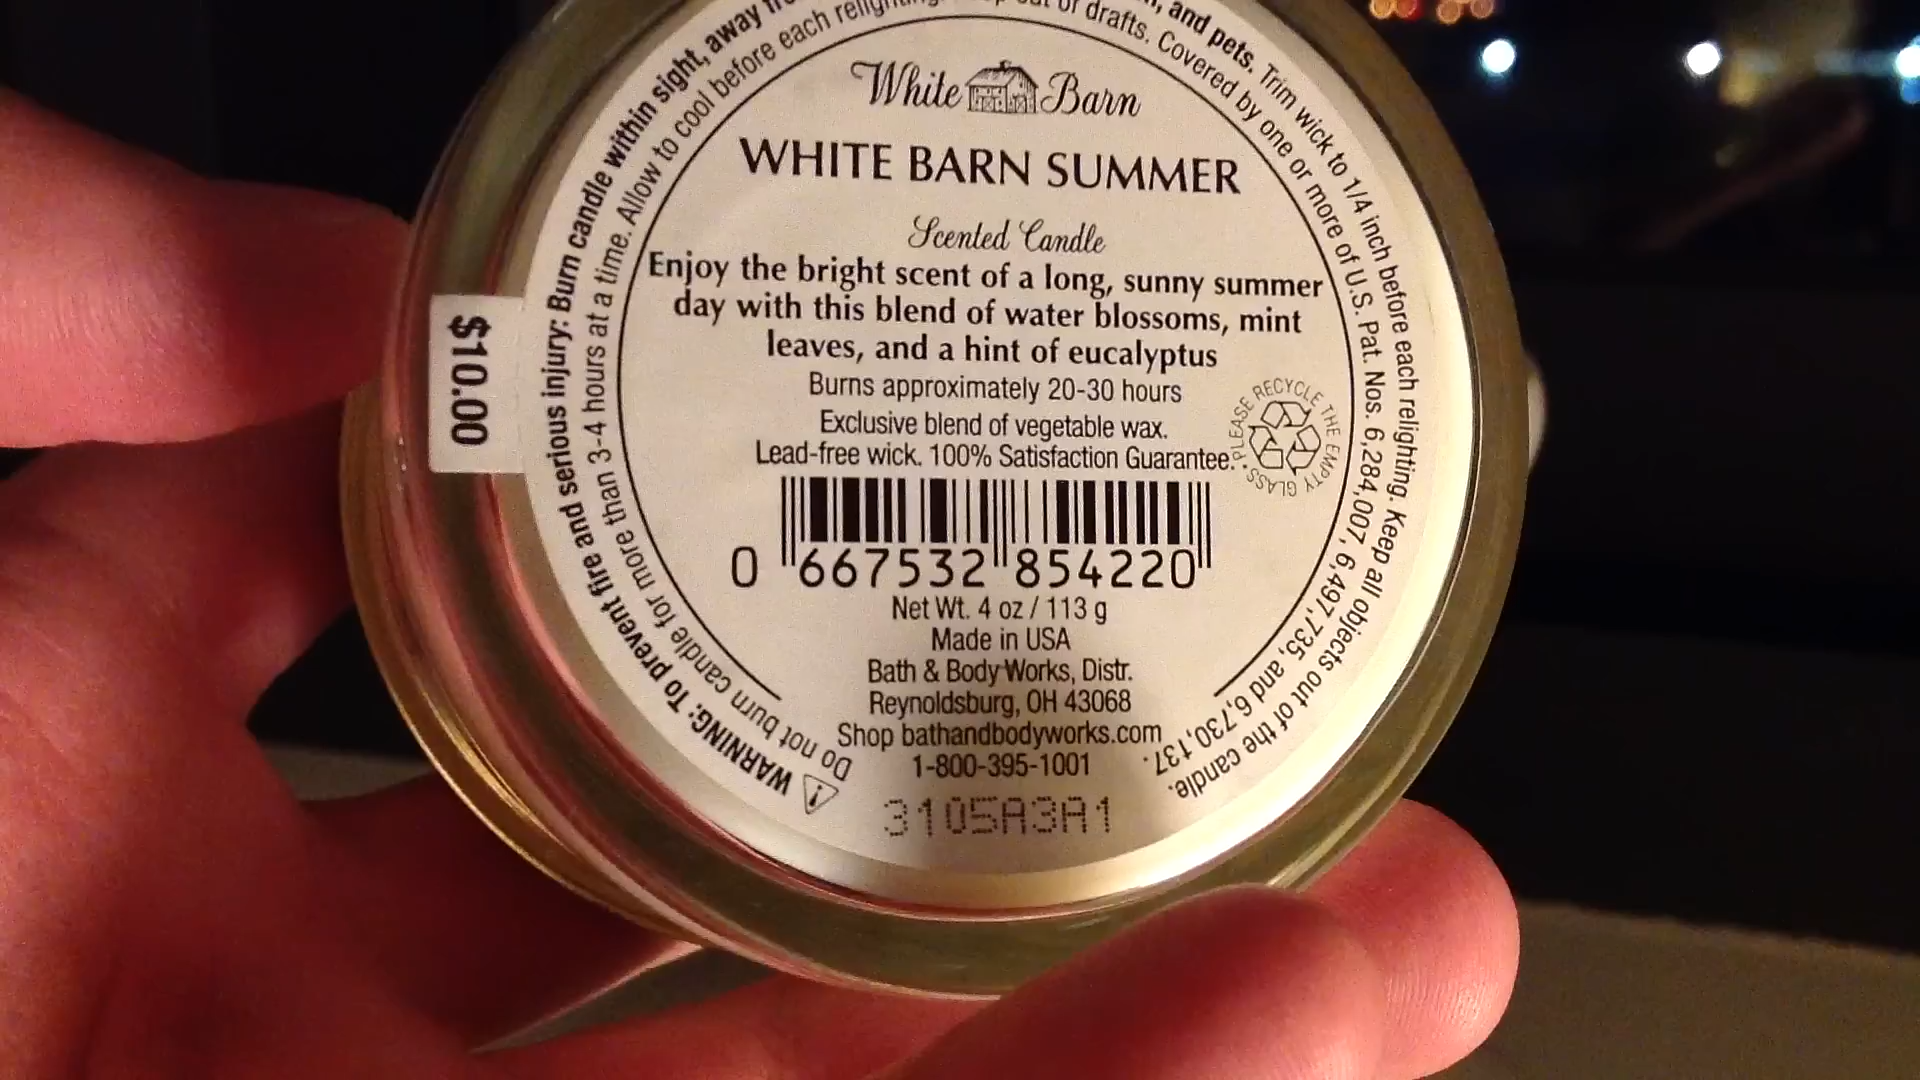 White Barn
WHITE BARN SUMMER
Scented Candle
Enjoy the bright scent of a long, sunny summer
day with this blend of water blossoms, mint
leaves, and a hint of eucalyptus
Burns approximately 20-30 hours
Exclusive blend of vegetable wax.
Lead-free wick. 100% Satisfaction Guarantee.
PLEASE RECYCLE THE EMPTY GLASS •
0 667532 854220
Net Wt. 4 oz / 113 g
Made in USA
Bath & Body Works, Distr.
Reynoldsburg, OH 43068
Shop bathandbodyworks.com
1-800-395-1001
3105A3A1
$10.00
WARNING: To prevent fire and serious injury: Burn candle within sight, away and pets. Trim wick to 1/4 inch before each relighting. Keep all objects out of the candle.
Do not burn candle for more than 3-4 hours at a time. Allow to cool before each relighting. out of drafts. Covered by one or more of U.S. Pat. Nos. 6,284,007, 6,497,735, and 6,730,137.